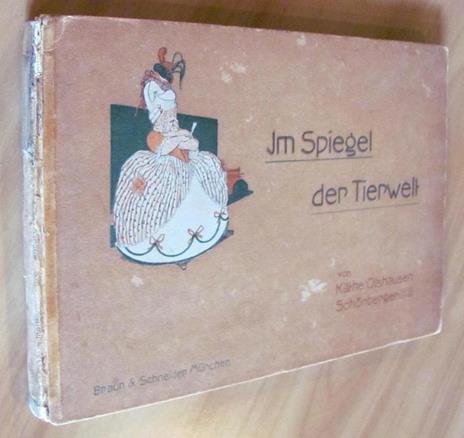 Jm Spiegel
der Tierwelt
von
Käthe Olshausen
Schönberger
Braun & Schneider München